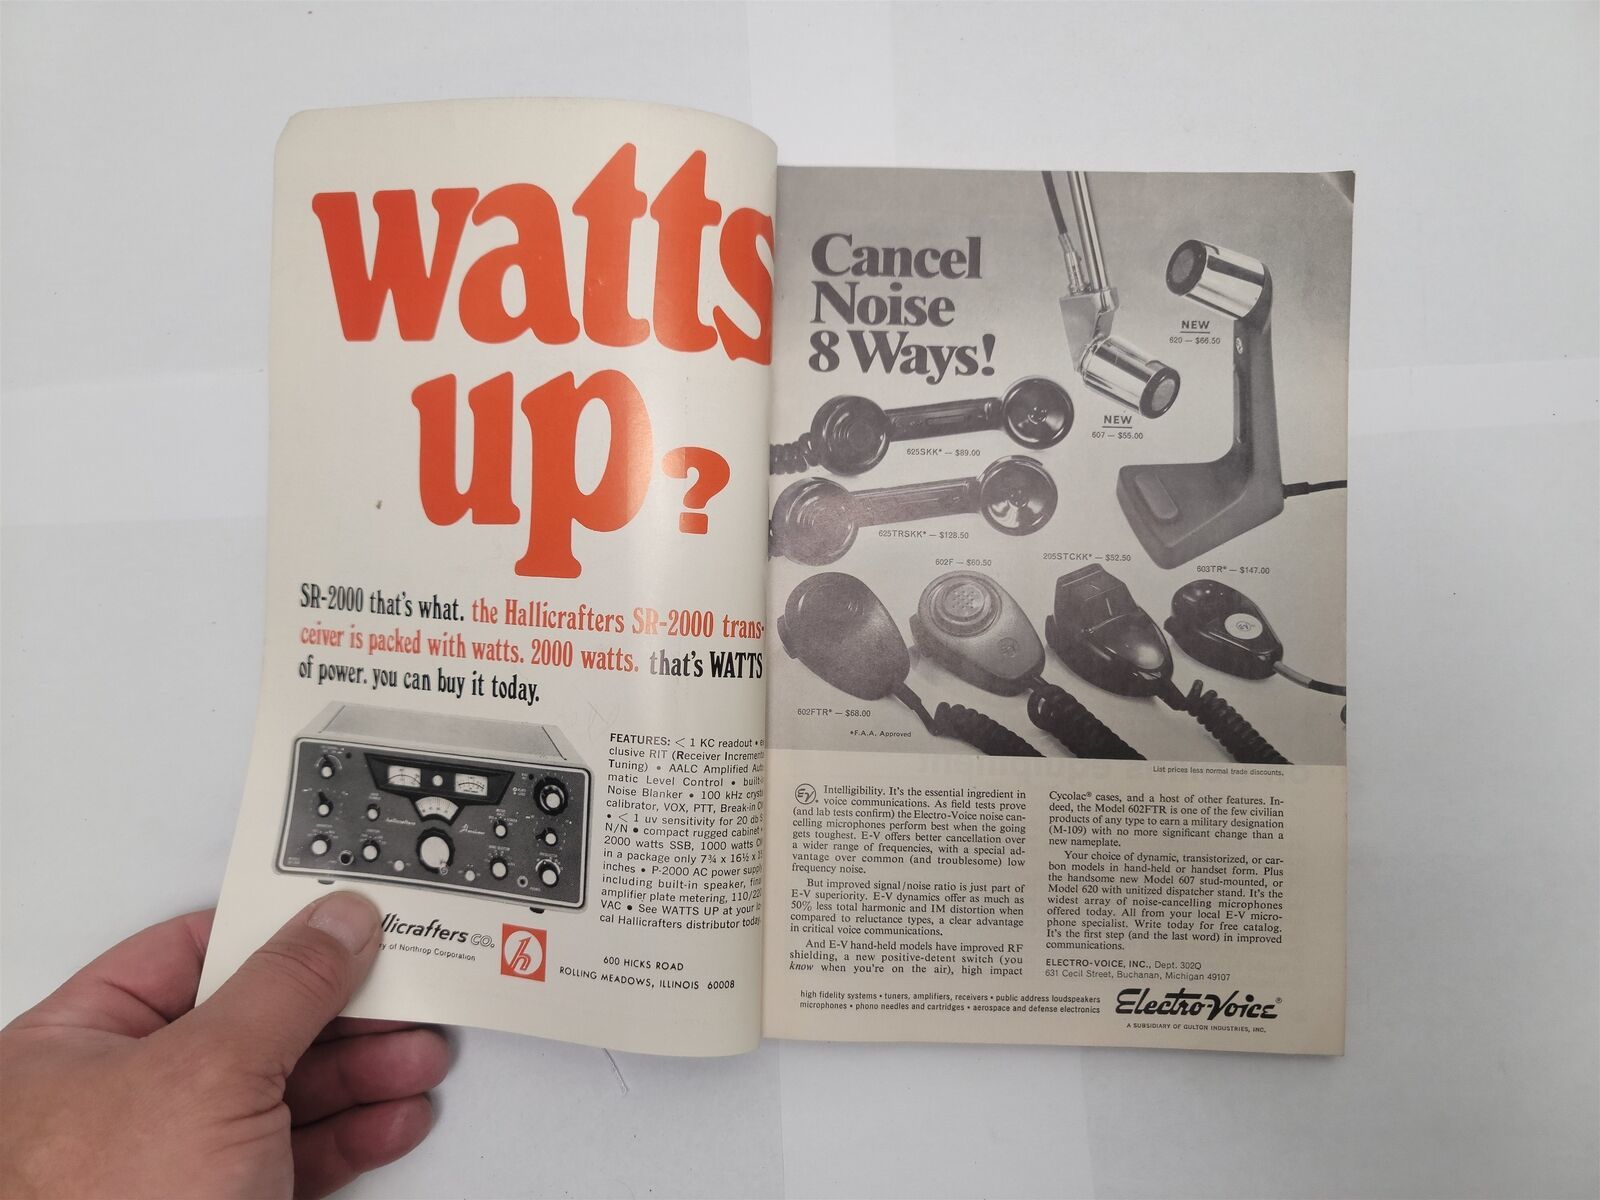 watts
up?
SR-2000 that's what. the Hallicrafters SR-2000 trans-
ceiver is packed with watts. 2000 watts. that's WATTS
of power. you can buy it today.
FEATURES: < 1 KC readout •
clusive RIT (Receiver Increment
Tuning) • AALC Amplified Auto
matic Level Control • built-
Noise Blanker • 100 kHz crys
calibrator, VOX, PTT, Break-in
• < 1 uv sensitivity for 20 db
N/N • compact rugged cabinet •
2000 watts SSB, 1000 watts
in a package only 7¾ x 16½ x
inches • P-2000 AC power supply
including built-in speaker, final
amplifier plate metering, 110/220
VAC • See WATTS UP at your lo
cal Hallicrafters distributor today.
llicrafters CO.
of Northrop Corporation
h
600 HICKS ROAD
ROLLING MEADOWS, ILLINOIS 60008
Cancel
Noise
8 Ways!
NEW
620 — $66.50
NEW
607 — $55.00
625SKK* — $89.00
625TRSKK* — $128.50
602F — $60.50
205STCKK* — $52.50
603TR* — $147.00
602FTR* — $68.00
*F.A.A. Approved
List prices less normal trade discounts.
EV Intelligibility. It's the essential ingredient in
voice communications. As field tests prove
(and lab tests confirm) the Electro-Voice noise can-
celling microphones perform best when the going
gets toughest. E-V offers better cancellation over
a wider range of frequencies, with a special ad-
vantage over common (and troublesome) low
frequency noise.
But improved signal/noise ratio is just part of
E-V superiority. E-V dynamics offer as much as
50% less total harmonic and IM distortion when
compared to reluctance types, a clear advantage
in critical voice communications.
And E-V hand-held models have improved RF
shielding, a new positive-detent switch (you
know when you're on the air), high impact
Cycolac® cases, and a host of other features. In-
deed, the Model 602FTR is one of the few civilian
products of any type to earn a military designation
(M-109) with no more significant change than a
new nameplate.
Your choice of dynamic, transistorized, or car-
bon models in hand-held or handset form. Plus
the handsome new Model 607 stud-mounted, or
Model 620 with unitized dispatcher stand. It's the
widest array of noise-cancelling microphones
offered today. All from your local E-V micro-
phone specialist. Write today for free catalog.
It's the first step (and the last word) in improved
communications.
ELECTRO-VOICE, INC., Dept. 302Q
631 Cecil Street, Buchanan, Michigan 49107
high fidelity systems • tuners, amplifiers, receivers • public address loudspeakers
microphones • phono needles and cartridges • aerospace and defense electronics
Electro-Voice®
A SUBSIDIARY OF GULTON INDUSTRIES, INC.